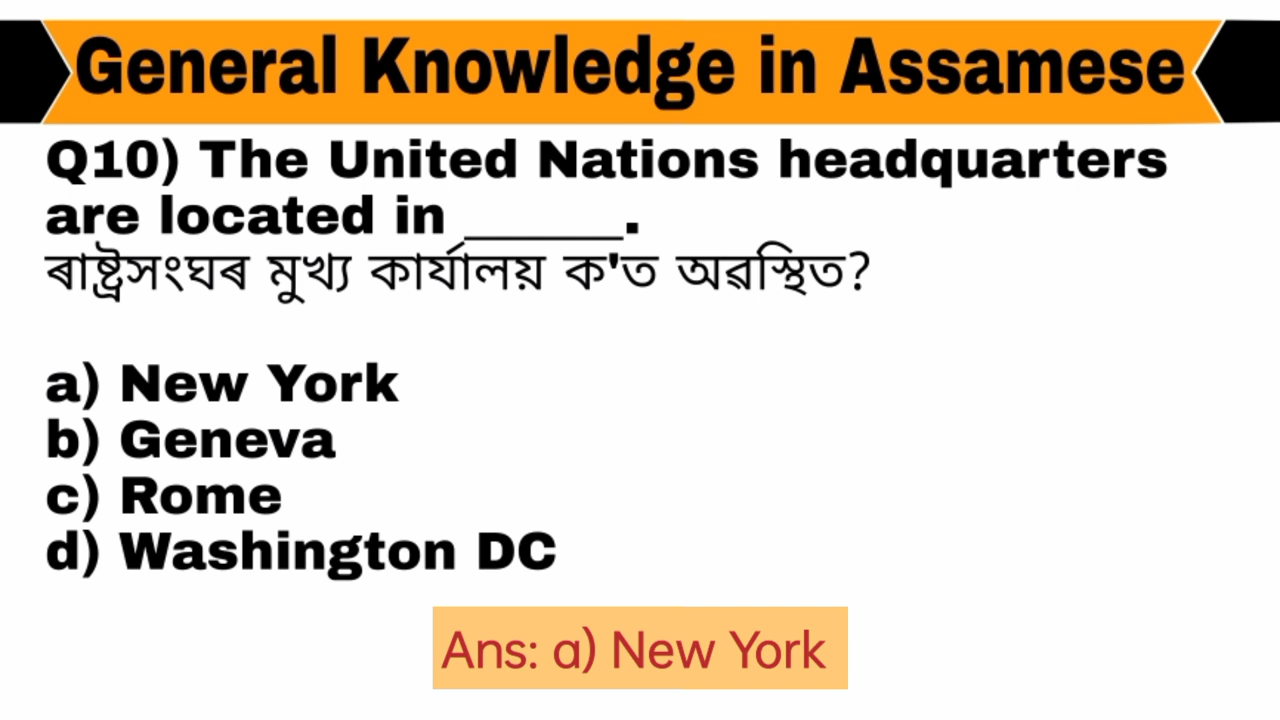 General Knowledge in Assamese
Q10) The United Nations headquarters
are located in ______.
ৰাষ্ট্ৰসংঘৰ মুখ্য কাৰ্যালয় ক'ত অৱস্থিত?
a) New York
b) Geneva
c) Rome
d) Washington DC
Ans: a) New York